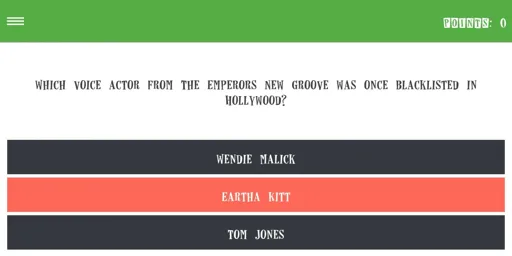 POINTS: 0
WHICH VOICE ACTOR FROM THE EMPERORS NEW GROOVE WAS ONCE BLACKLISTED IN
HOLLYWOOD?
WENDIE MALICK
EARTHA KITT
TOM JONES